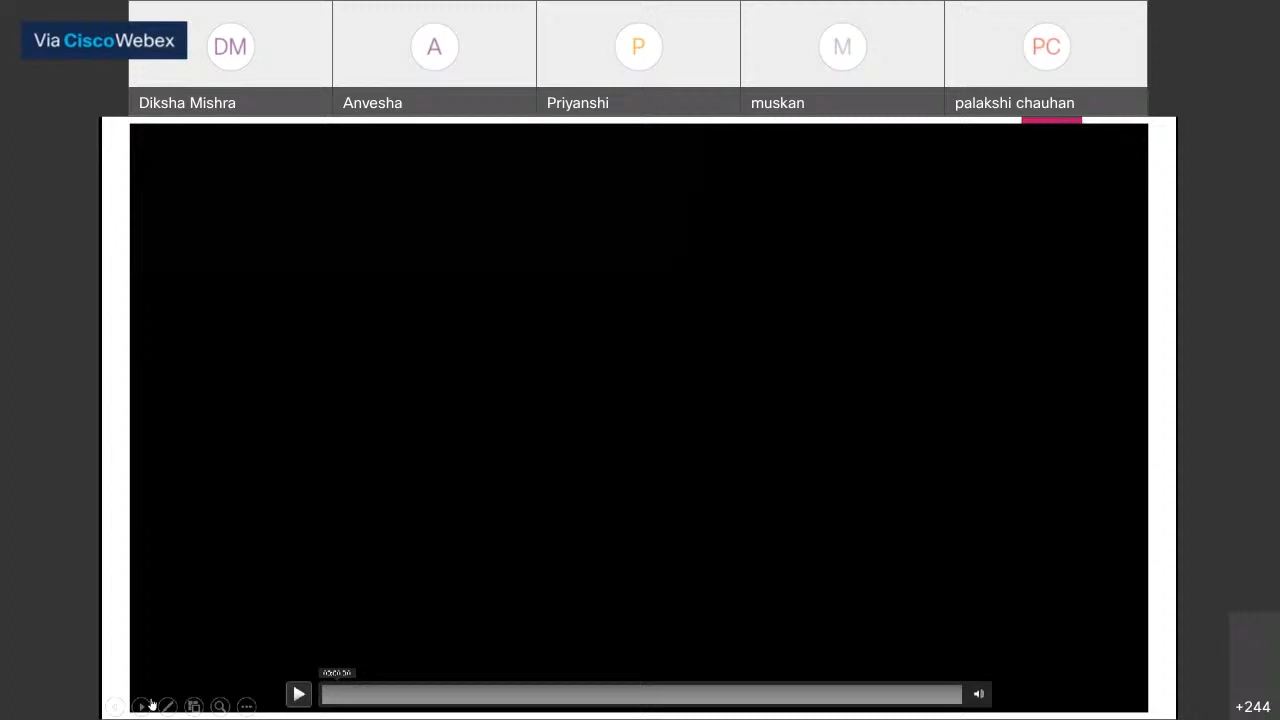 Via CiscoWebex
DM
A
P
M
PC
Diksha Mishra
Anvesha
Priyanshi
muskan
palakshi chauhan
+244